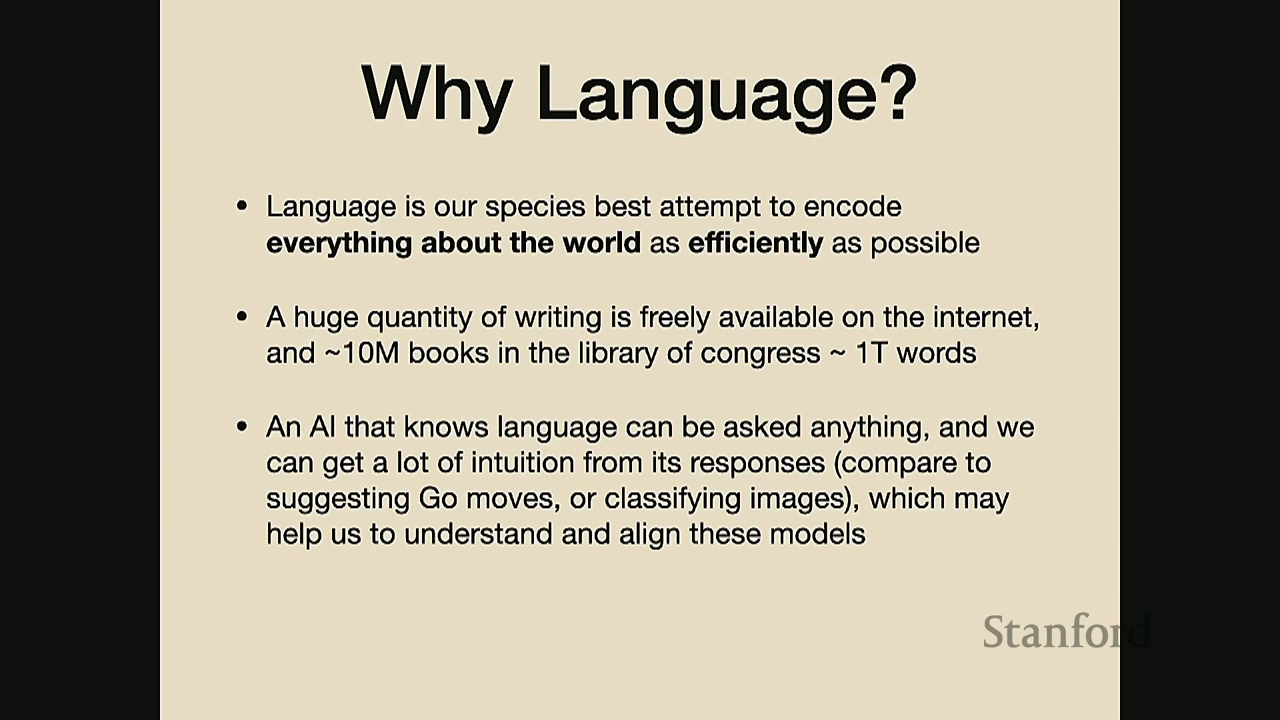 Why Language?
• Language is our species best attempt to encode
everything about the world as efficiently as possible
• A huge quantity of writing is freely available on the internet,
and ~10M books in the library of congress ~ 1T words
• An AI that knows language can be asked anything, and we
can get a lot of intuition from its responses (compare to
suggesting Go moves, or classifying images), which may
help us to understand and align these models
Stanford